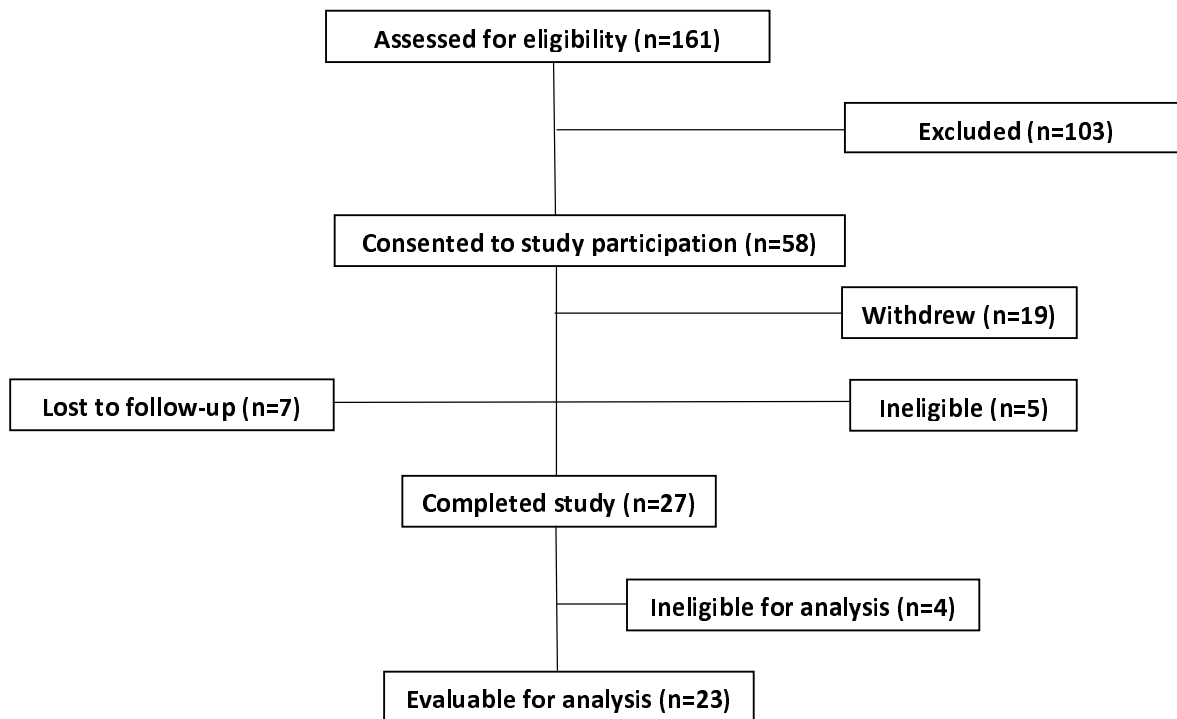 Assessed for eligibility (n=161)
Excluded (n=103)
Consented to study participation (n=58)
Withdrew (n=19)
Lost to follow-up (n=7)
Ineligible (n=5)
Completed study (n=27)
Ineligible for analysis (n=4)
Evaluable for analysis (n=23)